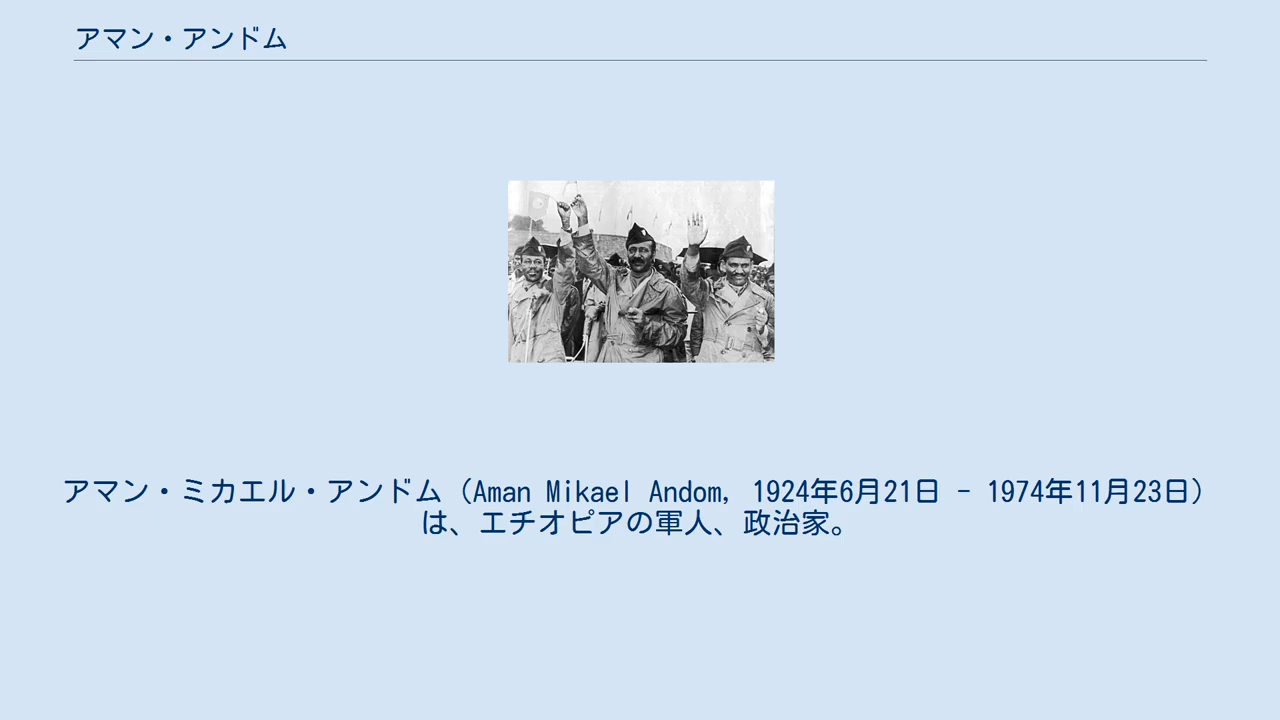 アマン・アンドム
アマン・ミカエル・アンドム（Aman Mikael Andom, 1924年6月21日 - 1974年11月23日）
は、エチオピアの軍人、政治家。